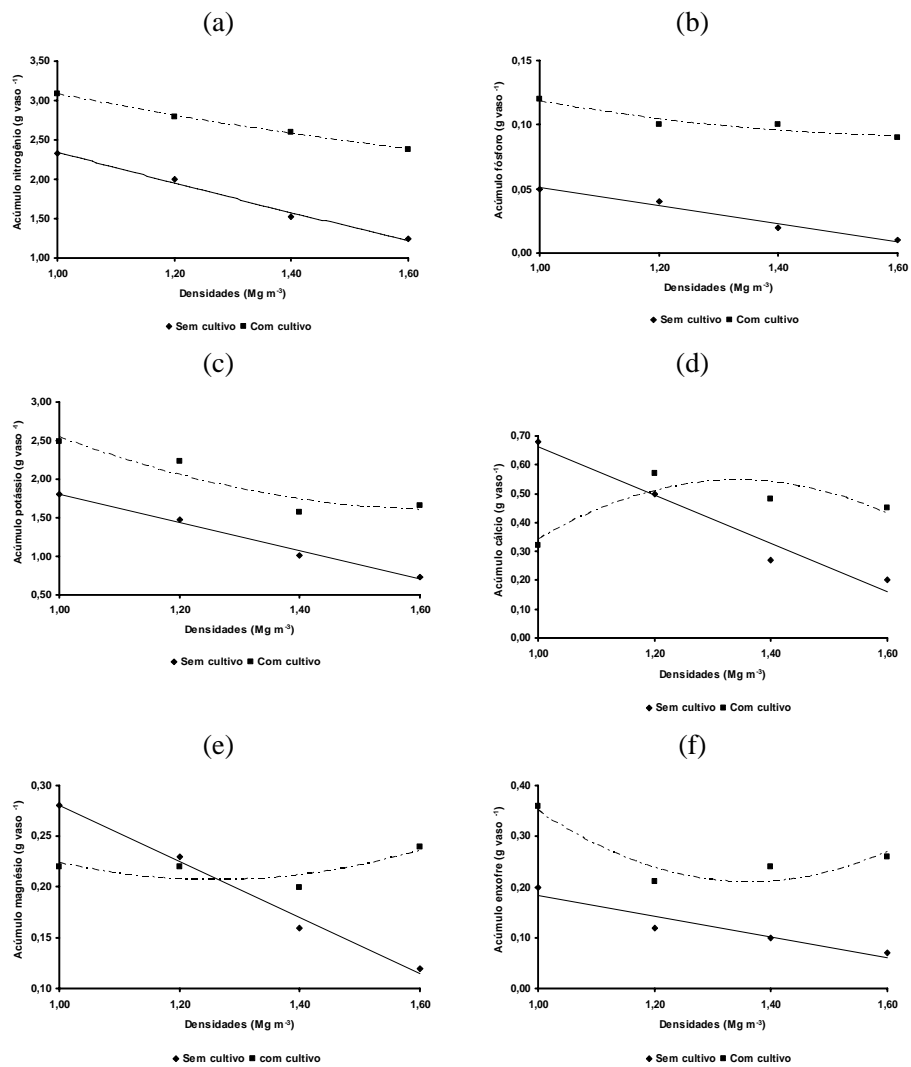 (a)
Acúmulo nitrogênio (g vaso -1)
3,50
3,00
2,50
2,00
1,50
1,00
1,00 1,20 1,40 1,60
Densidades (Mg m-3)
Sem cultivo Com cultivo
(b)
Acúmulo fósforo (g vaso -1)
0,15
0,10
0,05
0,00
1,00 1,20 1,40 1,60
Densidades (Mg m-3)
Sem cultivo Com cultivo
(c)
Acúmulo potássio (g vaso -1)
3,00
2,50
2,00
1,50
1,00
0,50
1,00 1,20 1,40 1,60
Densidades (Mg m-3)
Sem cultivo Com cultivo
(d)
Acúmulo cálcio (g vaso-1)
0,70
0,60
0,50
0,40
0,30
0,20
0,10
0,00
1,00 1,20 1,40 1,60
Densidades (Mg m-3)
Sem cultivo Com cultivo
(e)
Acúmulo magnésio (g vaso -1)
0,30
0,25
0,20
0,15
0,10
1,00 1,20 1,40 1,60
Densidades (Mg m-3)
Sem cultivo com cultivo
(f)
Acúmulo enxofre (g vaso -1)
0,40
0,30
0,20
0,10
0,00
1,00 1,20 1,40 1,60
Densidades (Mg m-3)
Sem cultivo Com cultivo